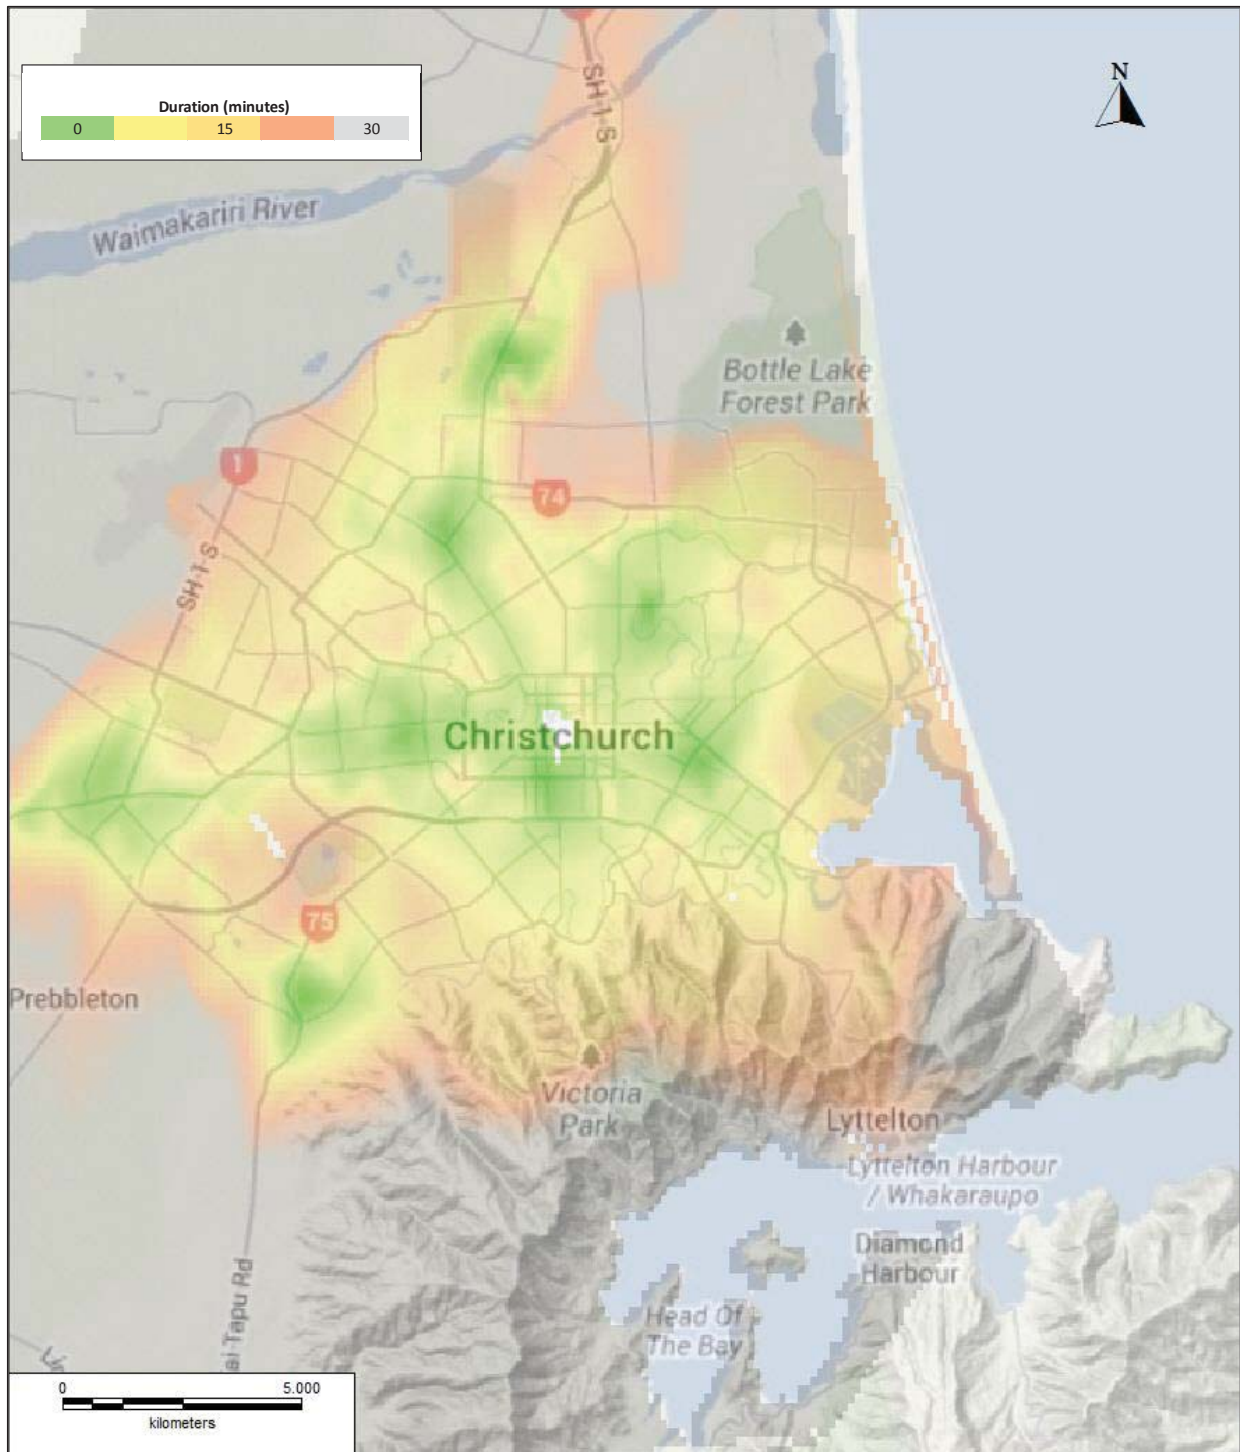 SH-1-S
N
Duration (minutes)
0 15 30
Waimakariri River
Bottle Lake
Forest Park
1
74
SH-1-S
Christchurch
75
Prebbleton
Victoria
Park
Lyttelton
Lyttelton Harbour
/ Whakaraupo
Diamond
Harbour
Head Of
The Bay
ai Tapu Rd
0 5.000
kilometers